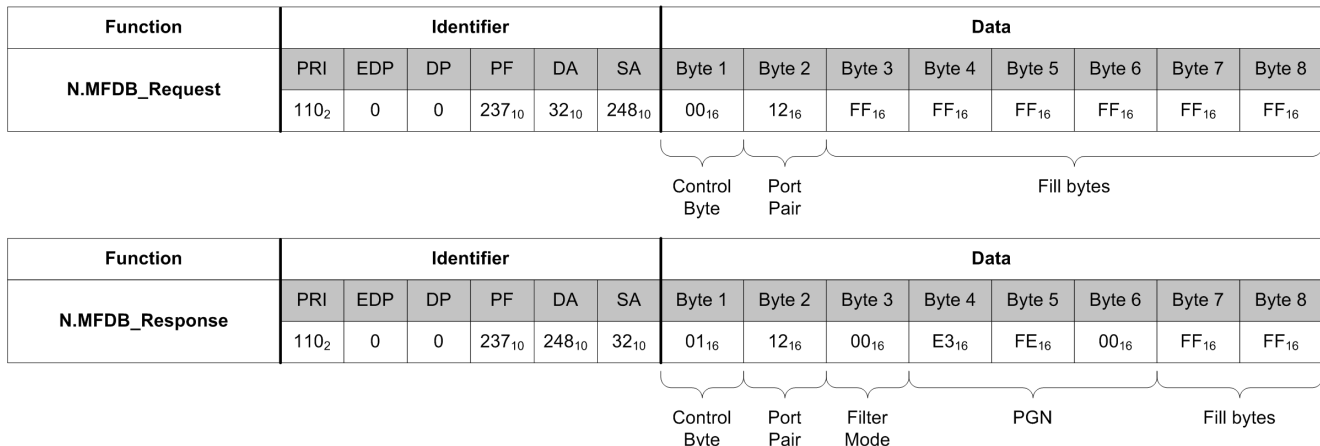 Function Identifier Data
N.MFDB_Request PRI EDP DP PF DA SA Byte 1 Byte 2 Byte 3 Byte 4 Byte 5 Byte 6 Byte 7 Byte 8
110₂ 0 0 237₁₀ 32₁₀ 248₁₀ 00₁₆ 12₁₆ FF₁₆ FF₁₆ FF₁₆ FF₁₆ FF₁₆ FF₁₆
Control Port Fill bytes
Byte Pair
Function Identifier Data
N.MFDB_Response PRI EDP DP PF DA SA Byte 1 Byte 2 Byte 3 Byte 4 Byte 5 Byte 6 Byte 7 Byte 8
110₂ 0 0 237₁₀ 248₁₀ 32₁₀ 01₁₆ 12₁₆ 00₁₆ E3₁₆ FE₁₆ 00₁₆ FF₁₆ FF₁₆
Control Port Filter PGN Fill bytes
Byte Pair Mode